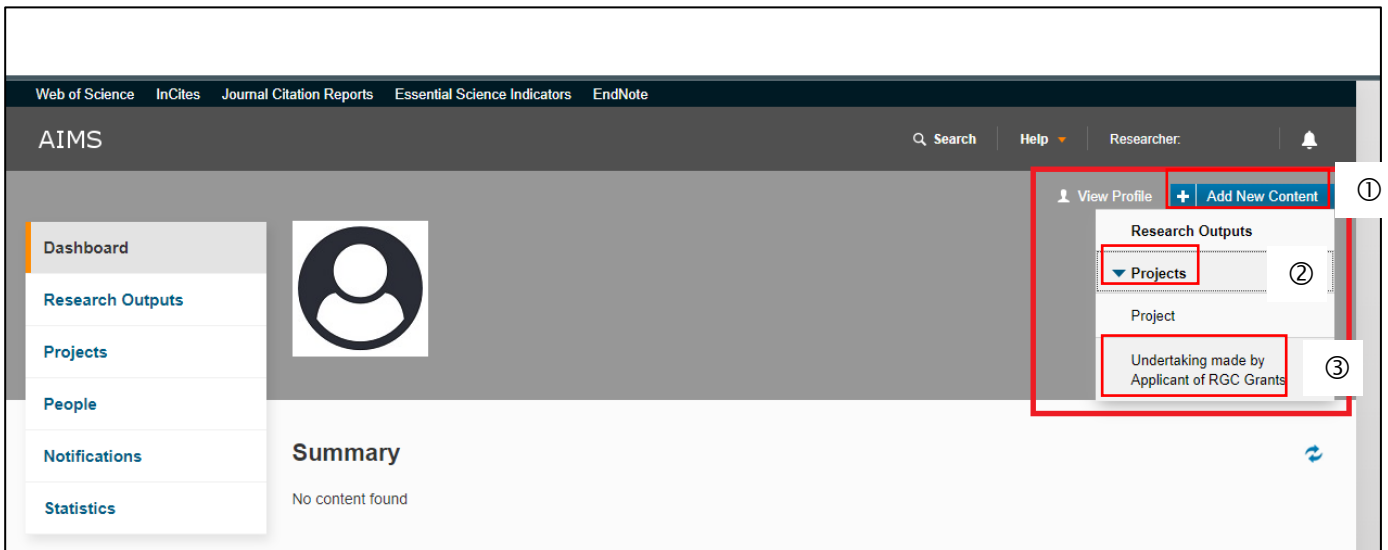 Web of Science InCites Journal Citation Reports Essential Science Indicators EndNote
AIMS Search Help Researcher:
View Profile + Add New Content ①
Research Outputs
Projects ②
Project
Undertaking made by
Applicant of RGC Grants ③
Dashboard
Research Outputs
Projects
People
Notifications
Statistics
Summary
No content found